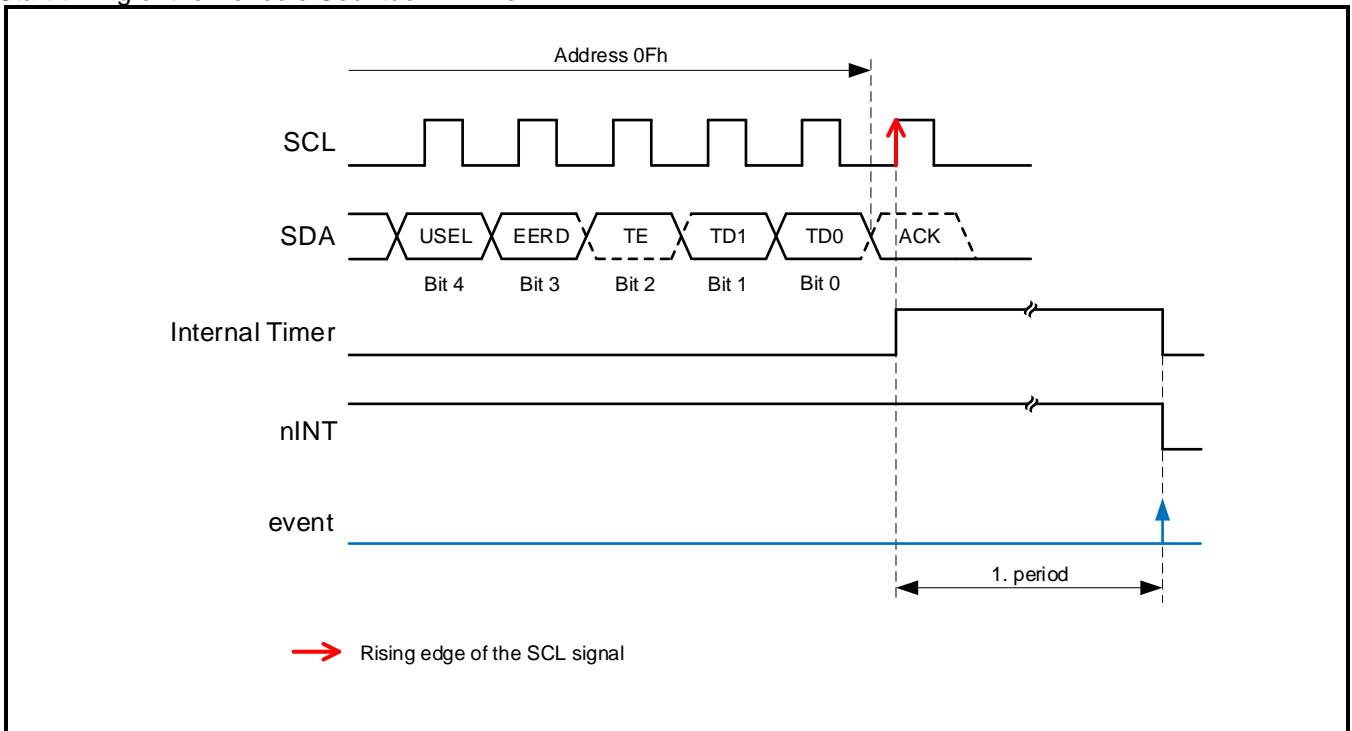 Address 0Fh
SCL
SDA
USEL EERD TE TD1 TD0 ACK
Bit 4 Bit 3 Bit 2 Bit 1 Bit 0
Internal Timer
nINT
event
1. period
Rising edge of the SCL signal